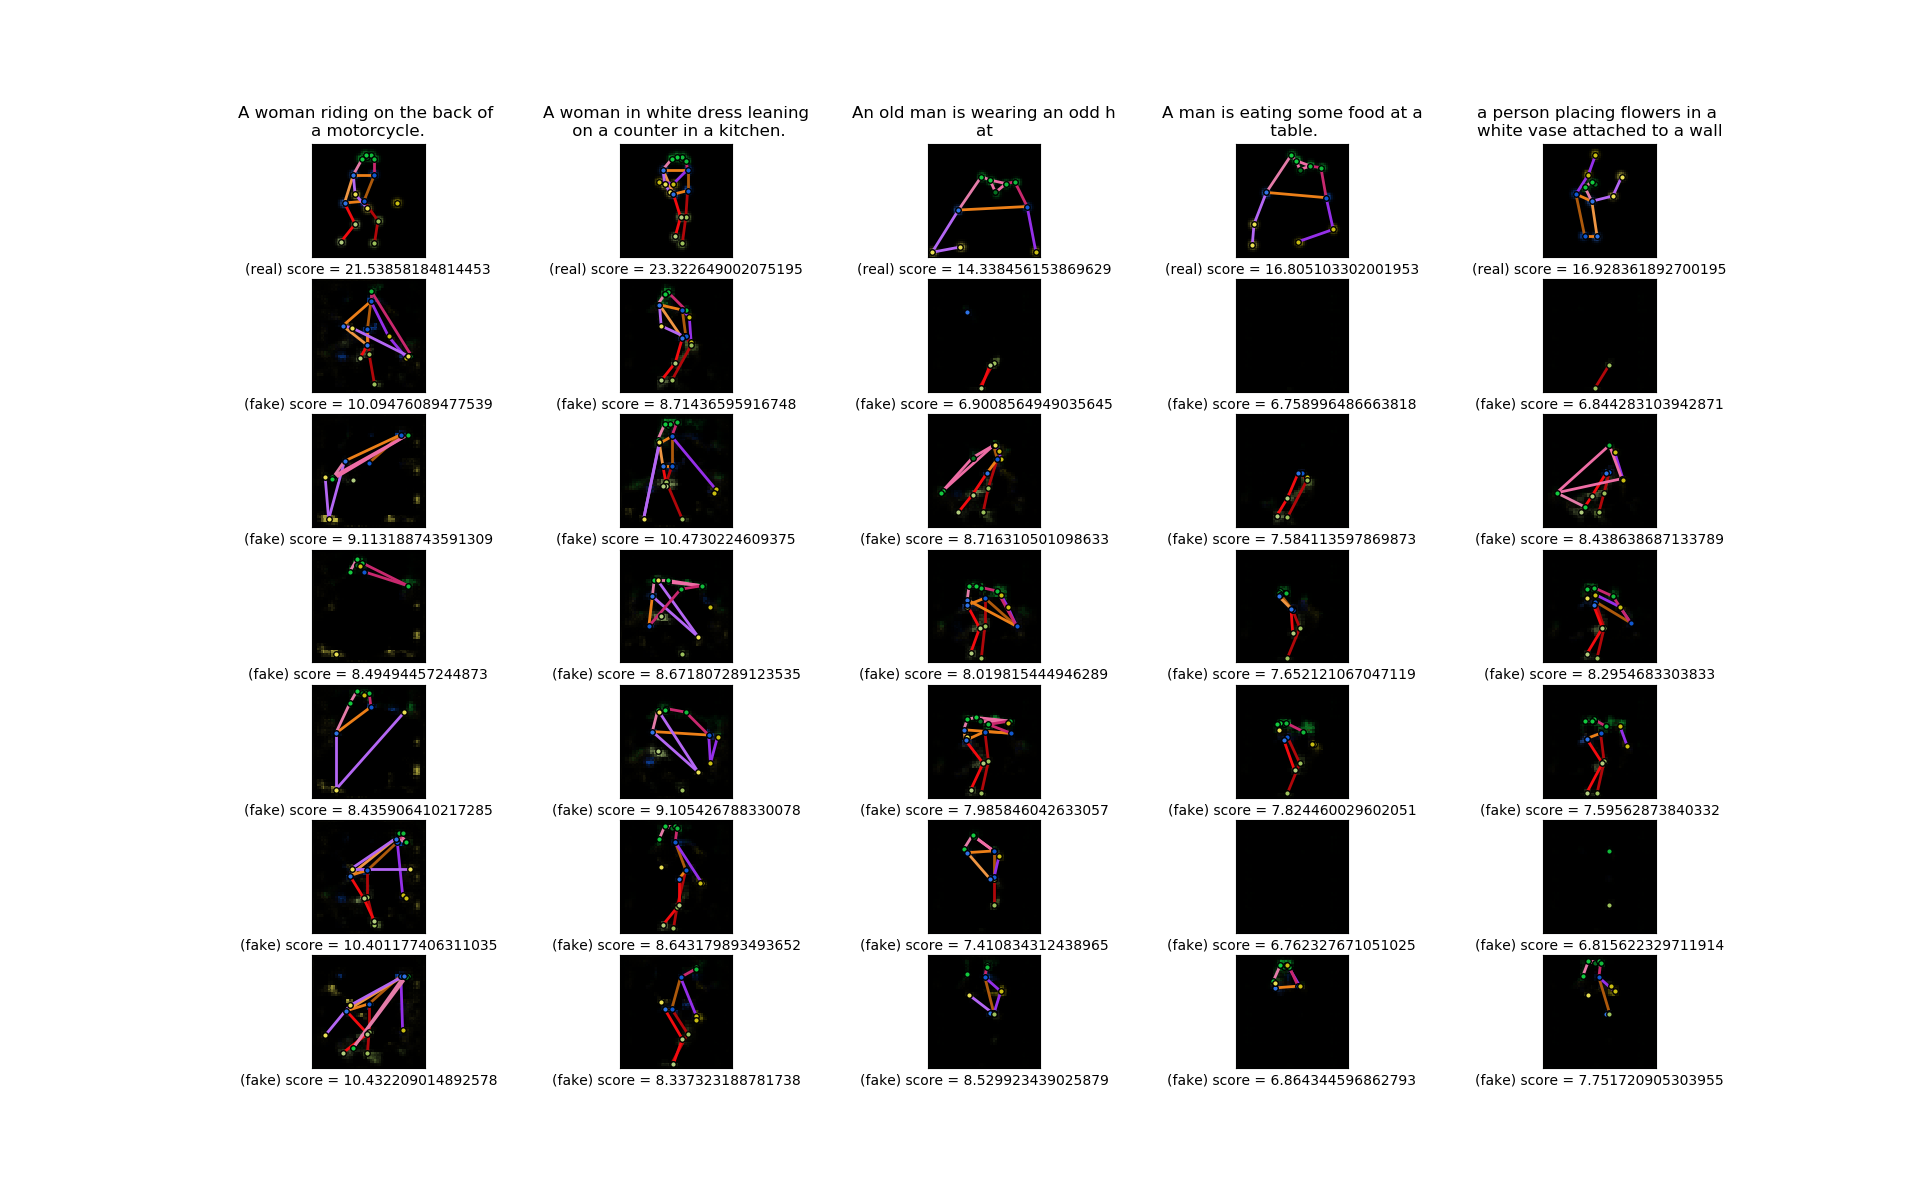 A woman riding on the back of
a motorcycle.
A woman in white dress leaning
on a counter in a kitchen.
An old man is wearing an odd h
at
A man is eating some food at a
table.
a person placing flowers in a
white vase attached to a wall
(real) score = 21.53858184814453
(real) score = 23.322649002075195
(real) score = 14.338456153869629
(real) score = 16.805103302001953
(real) score = 16.928361892700195
(fake) score = 10.09476089477539
(fake) score = 8.71436595916748
(fake) score = 6.9008564949035645
(fake) score = 6.758996486663818
(fake) score = 6.844283103942871
(fake) score = 9.113188743591309
(fake) score = 10.4730224609375
(fake) score = 8.716310501098633
(fake) score = 7.584113597869873
(fake) score = 8.438638687133789
(fake) score = 8.49494457244873
(fake) score = 8.671807289123535
(fake) score = 8.019815444946289
(fake) score = 7.652121067047119
(fake) score = 8.2954683303833
(fake) score = 8.435906410217285
(fake) score = 9.105426788330078
(fake) score = 7.985846042633057
(fake) score = 7.824460029602051
(fake) score = 7.59562873840332
(fake) score = 10.401177406311035
(fake) score = 8.643179893493652
(fake) score = 7.410834312438965
(fake) score = 6.762327671051025
(fake) score = 6.815622329711914
(fake) score = 10.432209014892578
(fake) score = 8.337323188781738
(fake) score = 8.529923439025879
(fake) score = 6.864344596862793
(fake) score = 7.751720905303955